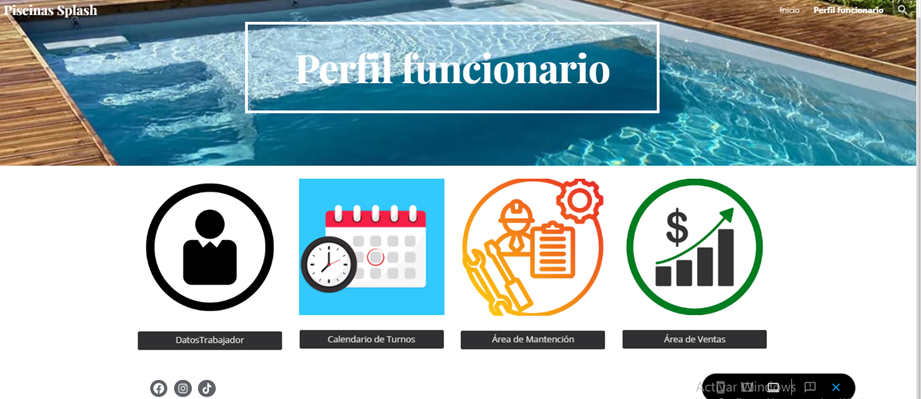 Piscinas Splash
Inicio Perfil funcionario
Perfil funcionario
$
DatosTrabajador Calendario de Turnos Área de Mantención Área de Ventas
Activar Windows